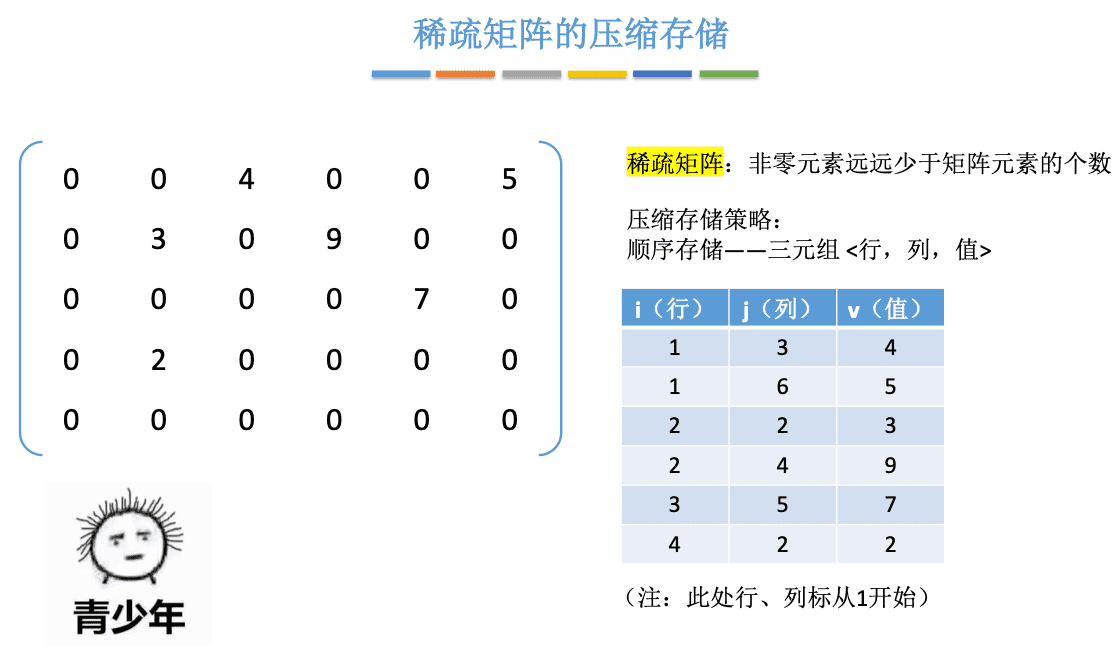 稀疏矩阵的压缩存储
0 0 4 0 0 5
0 3 0 9 0 0
0 0 0 0 7 0
0 2 0 0 0 0
0 0 0 0 0 0
青少年
稀疏矩阵：非零元素远远少于矩阵元素的个数
压缩存储策略：
顺序存储——三元组 <行，列，值>
i（行） j（列） v（值）
1 3 4
1 6 5
2 2 3
2 4 9
3 5 7
4 2 2
（注：此处行、列标从1开始）